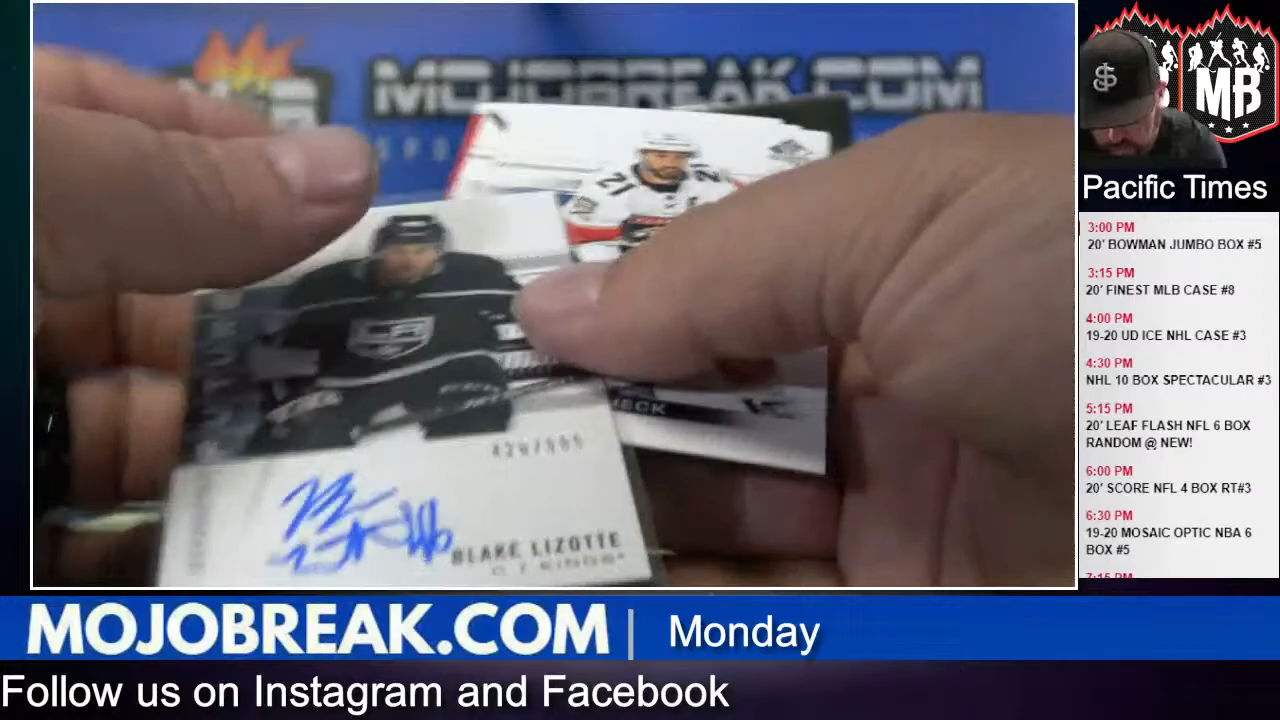 MOJOBREAK.COM
21
LA
BLAKE LIZOTTE
C / KINGS
MB
Pacific Times
3:00 PM
20' BOWMAN JUMBO BOX #5
3:15 PM
20' FINEST MLB CASE #8
4:00 PM
19-20 UD ICE NHL CASE #3
4:30 PM
NHL 10 BOX SPECTACULAR #3
5:15 PM
20' LEAF FLASH NFL 6 BOX
RANDOM @ NEW!
6:00 PM
20' SCORE NFL 4 BOX RT#3
6:30 PM
19-20 MOSAIC OPTIC NBA 6
BOX #5
MOJOBREAK.COM | Monday
Follow us on Instagram and Facebook